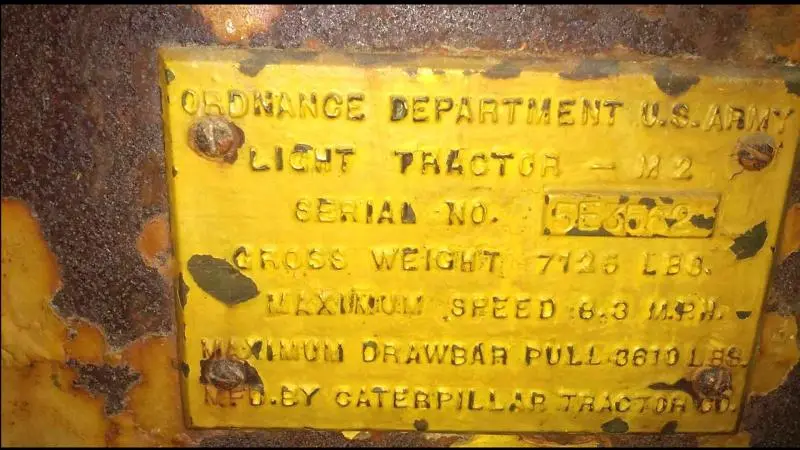 ORDNANCE DEPARTMENT U.S. ARMY
LIGHT TRACTOR – M2
SERIAL NO. 5E3562
GROSS WEIGHT 7125 LBS.
MAXIMUM SPEED 8.3 M.P.H.
MAXIMUM DRAWBAR PULL 3610 LBS.
MFD. BY CATERPILLAR TRACTOR CO.